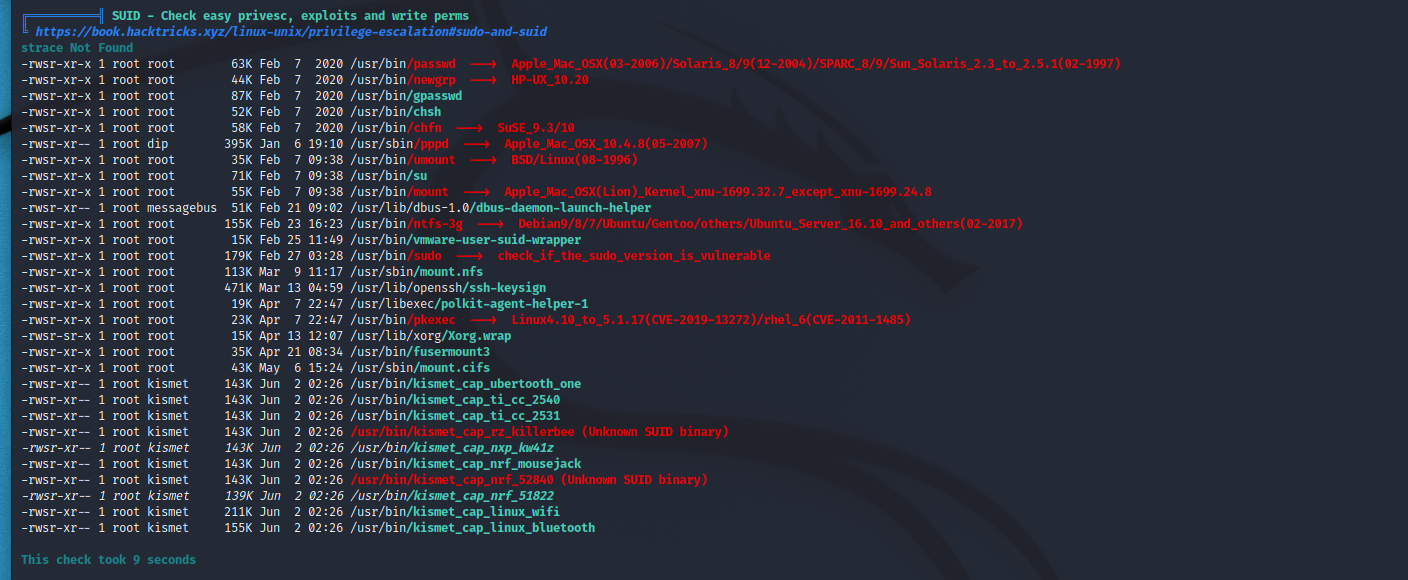 ╔══════════╣ SUID - Check easy privesc, exploits and write perms
╚ https://book.hacktricks.xyz/linux-unix/privilege-escalation#sudo-and-suid
strace Not Found
-rwsr-xr-x 1 root root        63K Feb  7  2020 /usr/bin/passwd  --->  Apple_Mac_OSX(03-2006)/Solaris_8/9(12-2004)/SPARC_8/9/Sun_Solaris_2.3_to_2.5.1(02-1997)
-rwsr-xr-x 1 root root        44K Feb  7  2020 /usr/bin/newgrp  --->  HP-UX_10.20
-rwsr-xr-x 1 root root        87K Feb  7  2020 /usr/bin/gpasswd
-rwsr-xr-x 1 root root        52K Feb  7  2020 /usr/bin/chsh
-rwsr-xr-x 1 root root        58K Feb  7  2020 /usr/bin/chfn  --->  SuSE_9.3/10
-rwsr-xr-- 1 root dip        395K Jan  6 19:10 /usr/sbin/pppd  --->  Apple_Mac_OSX_10.4.8(05-2007)
-rwsr-xr-x 1 root root        35K Feb  7 09:38 /usr/bin/umount  --->  BSD/Linux(08-1996)
-rwsr-xr-x 1 root root        71K Feb  7 09:38 /usr/bin/su
-rwsr-xr-x 1 root root        55K Feb  7 09:38 /usr/bin/mount  --->  Apple_Mac_OSX(Lion)_Kernel_xnu-1699.32.7_except_xnu-1699.24.8
-rwsr-xr-- 1 root messagebus  51K Feb 21 09:02 /usr/lib/dbus-1.0/dbus-daemon-launch-helper
-rwsr-xr-x 1 root root       155K Feb 23 16:23 /usr/bin/ntfs-3g  --->  Debian9/8/7/Ubuntu/Gentoo/others/Ubuntu_Server_16.10_and_others(02-2017)
-rwsr-xr-x 1 root root        15K Feb 25 11:49 /usr/bin/vmware-user-suid-wrapper
-rwsr-xr-x 1 root root       179K Feb 27 03:28 /usr/bin/sudo  --->  check_if_the_sudo_version_is_vulnerable
-rwsr-xr-x 1 root root       113K Mar  9 11:17 /usr/sbin/mount.nfs
-rwsr-xr-x 1 root root       471K Mar 13 04:59 /usr/lib/openssh/ssh-keysign
-rwsr-xr-x 1 root root        19K Apr  7 22:47 /usr/libexec/polkit-agent-helper-1
-rwsr-xr-x 1 root root        23K Apr  7 22:47 /usr/bin/pkexec  --->  Linux4.10_to_5.1.17(CVE-2019-13272)/rhel_6(CVE-2011-1485)
-rwsr-sr-x 1 root root        15K Apr 13 12:07 /usr/lib/xorg/Xorg.wrap
-rwsr-xr-x 1 root root        35K Apr 21 08:34 /usr/bin/fusermount3
-rwsr-xr-x 1 root root        43K May  6 15:24 /usr/sbin/mount.cifs
-rwsr-xr-- 1 root kismet     143K Jun  2 02:26 /usr/bin/kismet_cap_ubertooth_one
-rwsr-xr-- 1 root kismet     143K Jun  2 02:26 /usr/bin/kismet_cap_ti_cc_2540
-rwsr-xr-- 1 root kismet     143K Jun  2 02:26 /usr/bin/kismet_cap_ti_cc_2531
-rwsr-xr-- 1 root kismet     143K Jun  2 02:26 /usr/bin/kismet_cap_rz_killerbee (Unknown SUID binary)
-rwsr-xr-- 1 root kismet     143K Jun  2 02:26 /usr/bin/kismet_cap_nxp_kw41z
-rwsr-xr-- 1 root kismet     143K Jun  2 02:26 /usr/bin/kismet_cap_nrf_mousejack
-rwsr-xr-- 1 root kismet     143K Jun  2 02:26 /usr/bin/kismet_cap_nrf_52840 (Unknown SUID binary)
-rwsr-xr-- 1 root kismet     139K Jun  2 02:26 /usr/bin/kismet_cap_nrf_51822
-rwsr-xr-- 1 root kismet     211K Jun  2 02:26 /usr/bin/kismet_cap_linux_wifi
-rwsr-xr-- 1 root kismet     155K Jun  2 02:26 /usr/bin/kismet_cap_linux_bluetooth
This check took 9 seconds